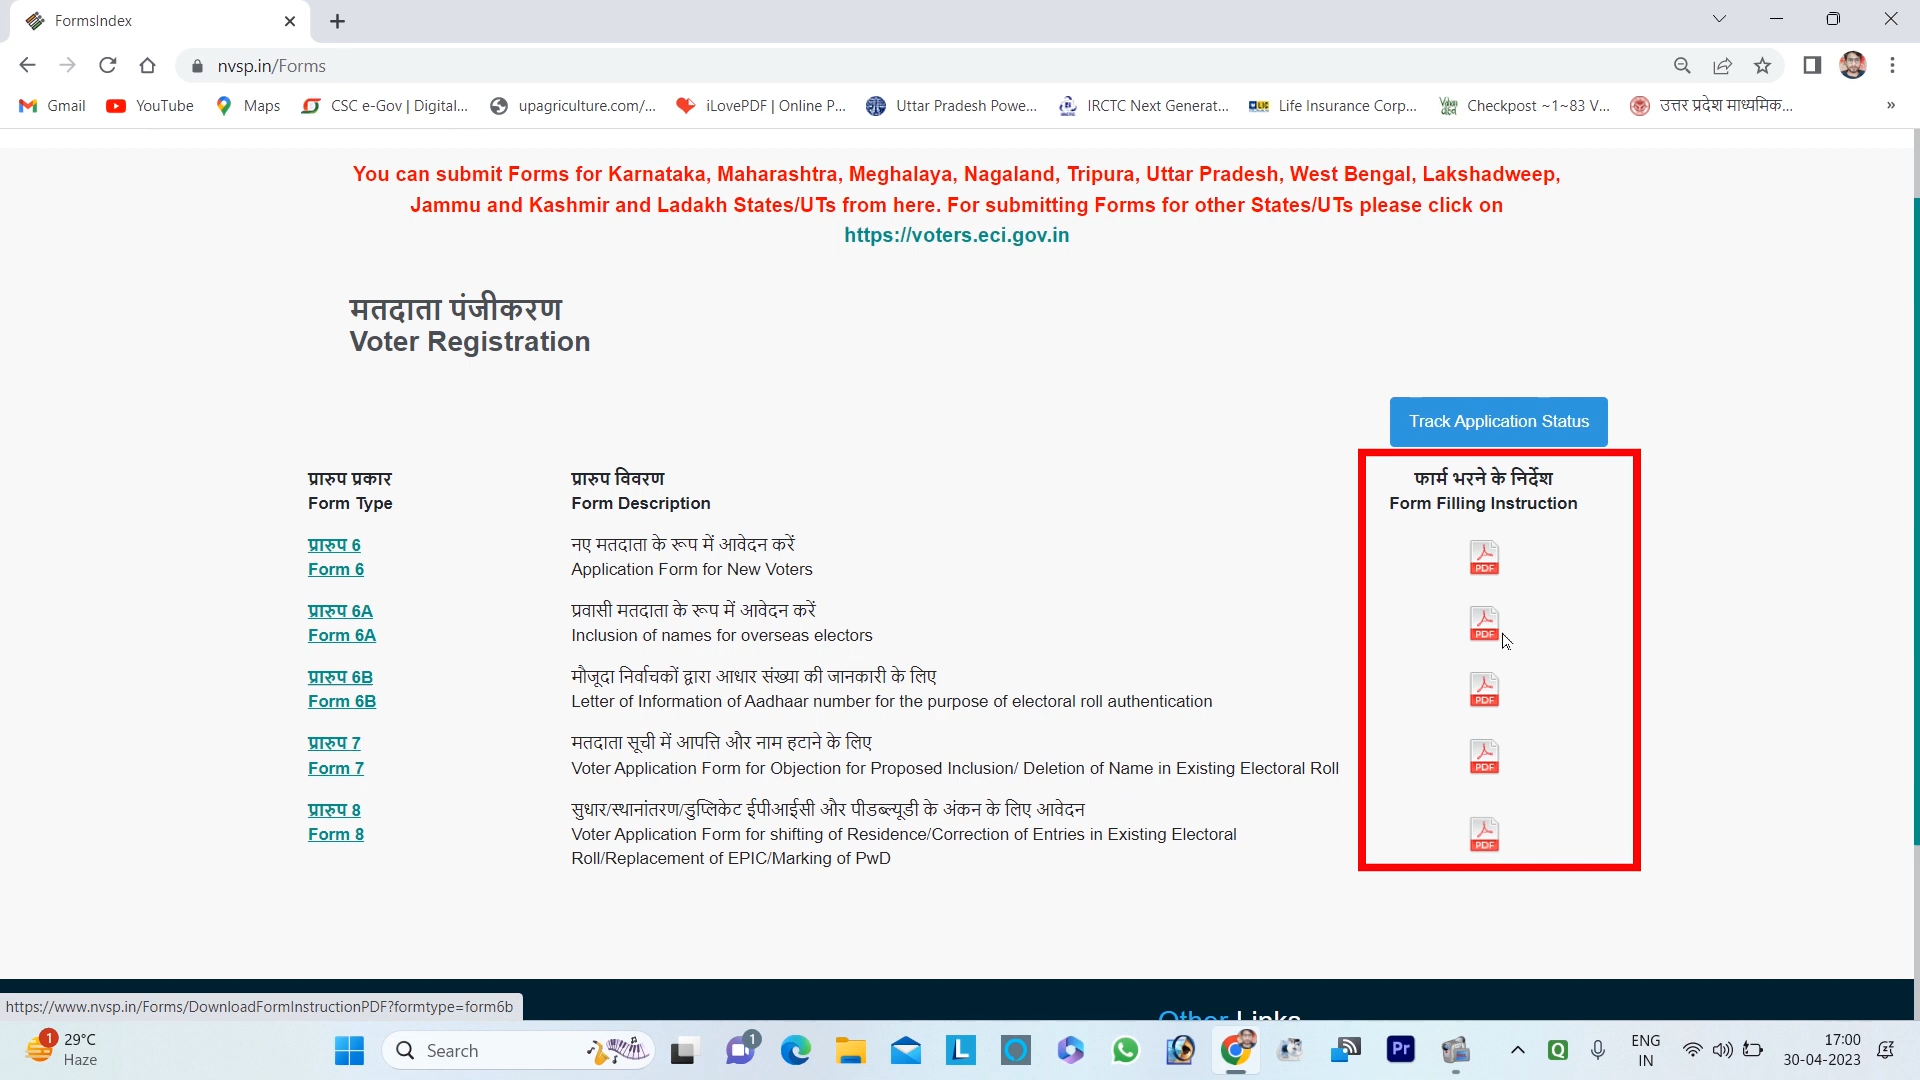 FormsIndex
nvsp.in/Forms
Gmail
YouTube
Maps
CSC e-Gov | Digital...
upagriculture.com/...
iLovePDF | Online P...
Uttar Pradesh Powe...
IRCTC Next Generat...
Life Insurance Corp...
Checkpost ~1~83 V...
उत्तर प्रदेश माध्यमिक...
»
You can submit Forms for Karnataka, Maharashtra, Meghalaya, Nagaland, Tripura, Uttar Pradesh, West Bengal, Lakshadweep,
Jammu and Kashmir and Ladakh States/UTs from here. For submitting Forms for other States/UTs please click on
https://voters.eci.gov.in
मतदाता पंजीकरण
Voter Registration
Track Application Status
प्रारुप प्रकार
Form Type
प्रारुप विवरण
Form Description
फार्म भरने के निर्देश
Form Filling Instruction
प्रारुप 6
Form 6
नए मतदाता के रूप में आवेदन करें
Application Form for New Voters
PDF
प्रारुप 6A
Form 6A
प्रवासी मतदाता के रूप में आवेदन करें
Inclusion of names for overseas electors
PDF
प्रारुप 6B
Form 6B
मौजूदा निर्वाचकों द्वारा आधार संख्या की जानकारी के लिए
Letter of Information of Aadhaar number for the purpose of electoral roll authentication
PDF
प्रारुप 7
Form 7
मतदाता सूची में आपत्ति और नाम हटाने के लिए
Voter Application Form for Objection for Proposed Inclusion/ Deletion of Name in Existing Electoral Roll
PDF
प्रारुप 8
Form 8
सुधार/स्थानांतरण/डुप्लिकेट ईपीआईसी और पीडब्ल्यूडी के अंकन के लिए आवेदन
Voter Application Form for shifting of Residence/Correction of Entries in Existing Electoral
Roll/Replacement of EPIC/Marking of PwD
PDF
https://www.nvsp.in/Forms/DownloadFormInstructionPDF?formtype=form6b
Other Links
1
29°C
Haze
Search
1
L
Pr
Q
ENG
IN
17:00
30-04-2023